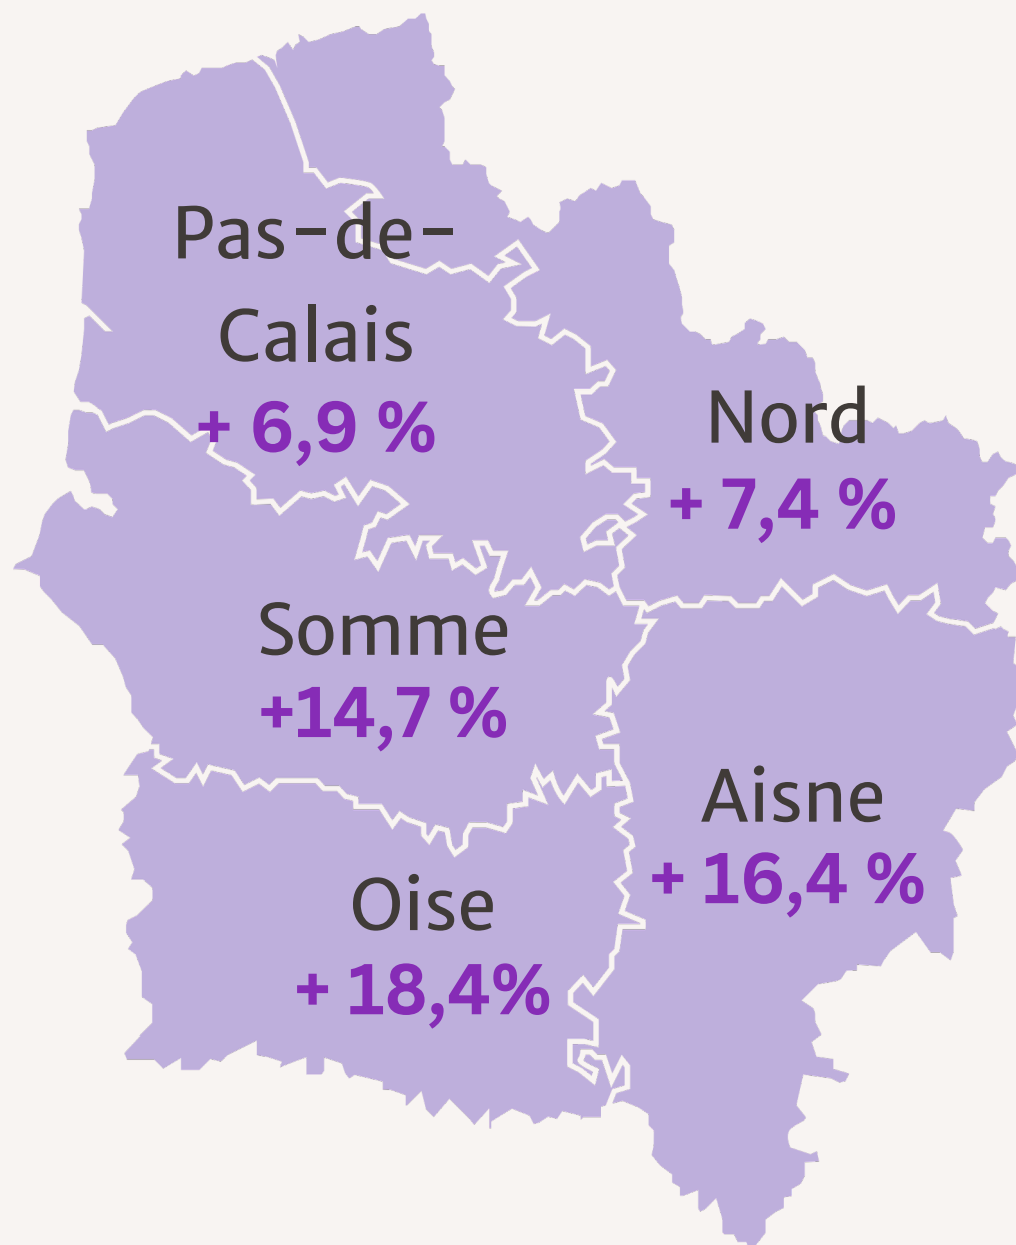 Pas-de-
Calais
+ 6,9 %
Nord
+ 7,4 %
Somme
+14,7 %
Aisne
+ 16,4 %
Oise
+ 18,4%